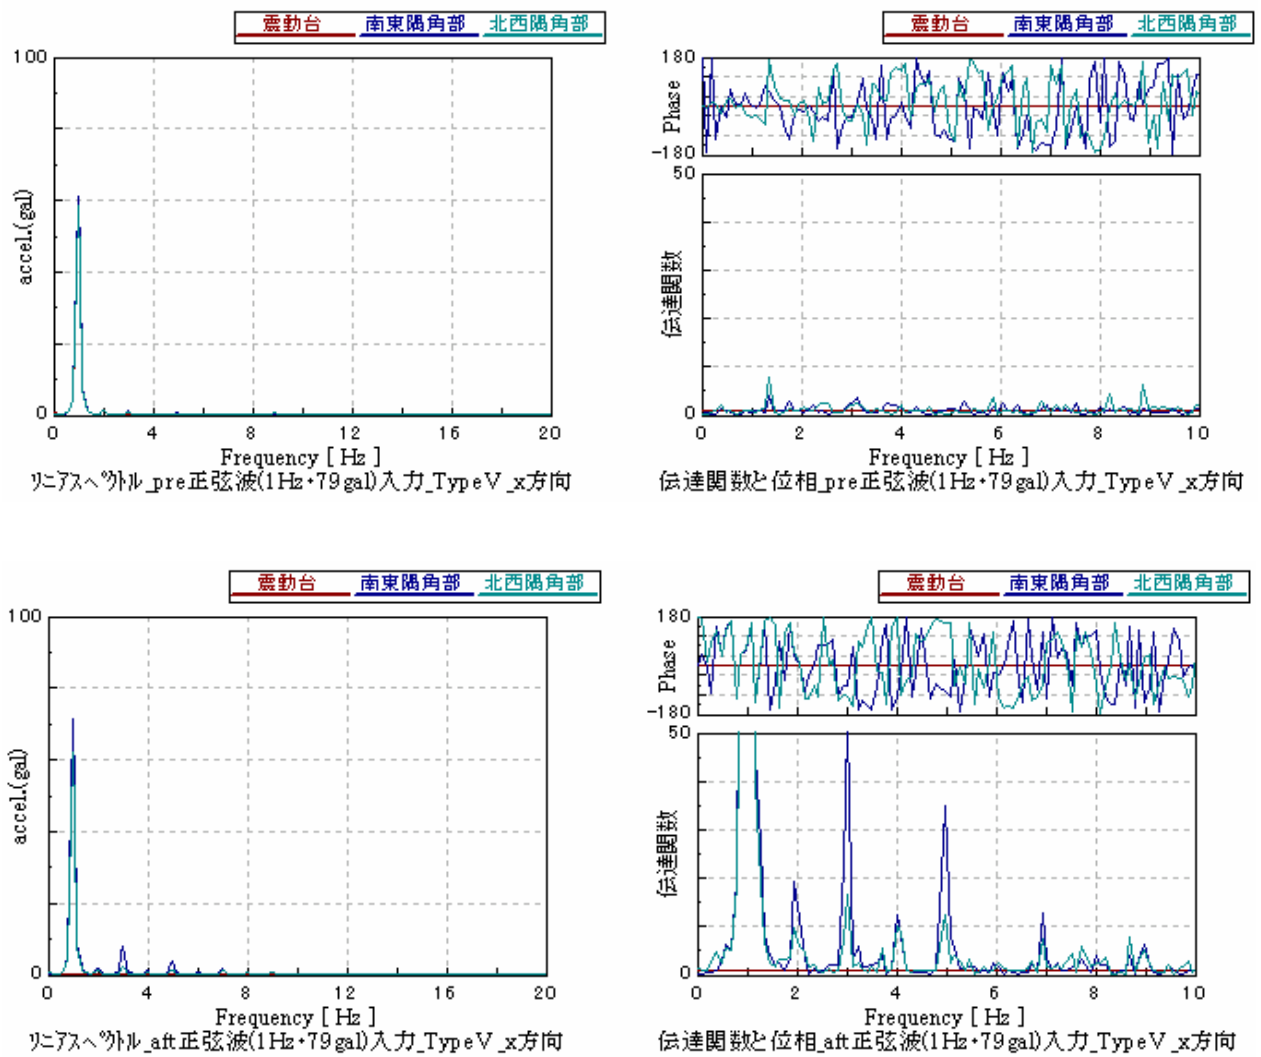 震動台 南東隅角部 北西隅角部
100
accel.(gal)
0
0 4 8 12 16 20
Frequency [ Hz ]
リニアスペクトル_pre正弦波(1Hz・79gal)入力_TypeV_x方向
震動台 南東隅角部 北西隅角部
180
Phase
-180
50
伝達関数
0
0 2 4 6 8 10
Frequency [ Hz ]
伝達関数と位相_pre正弦波(1Hz・79gal)入力_TypeV_x方向
震動台 南東隅角部 北西隅角部
100
accel.(gal)
0
0 4 8 12 16 20
Frequency [ Hz ]
リニアスペクトル_aft正弦波(1Hz・79gal)入力_TypeV_x方向
震動台 南東隅角部 北西隅角部
180
Phase
-180
50
伝達関数
0
0 2 4 6 8 10
Frequency [ Hz ]
伝達関数と位相_aft正弦波(1Hz・79gal)入力_TypeV_x方向